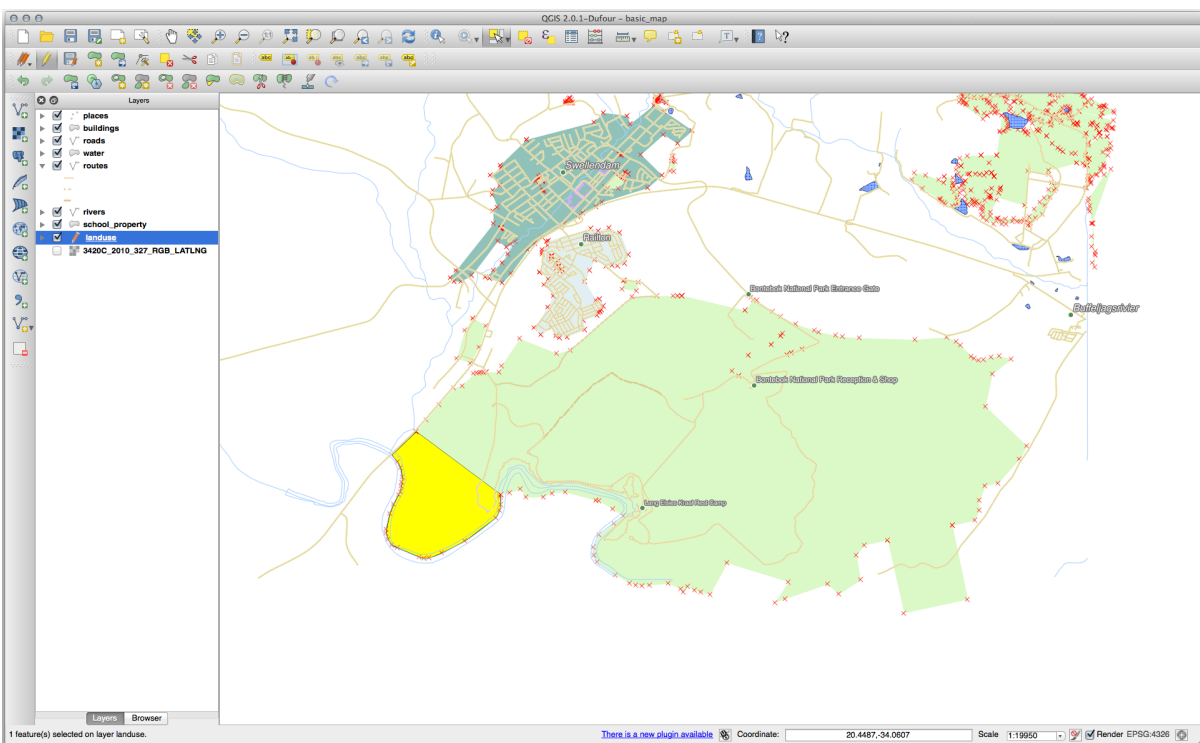 QGIS 2.0.1-Dufour - basic_map
Layers
places
buildings
roads
water
routes
rivers
school_property
landuse
3420C_2010_327_RGB_LATLNG
Swellendam
Railton
Bontebok National Park Entrance Gate
Buffeljagsrivier
Bontebok National Park Reception & Shop
Lang Elsies Kraal Rest Camp
Layers Browser
1 feature(s) selected on layer landuse. There is a new plugin available Coordinate: 20.4487,-34.0607 Scale 1:19950 Render EPSG:4326